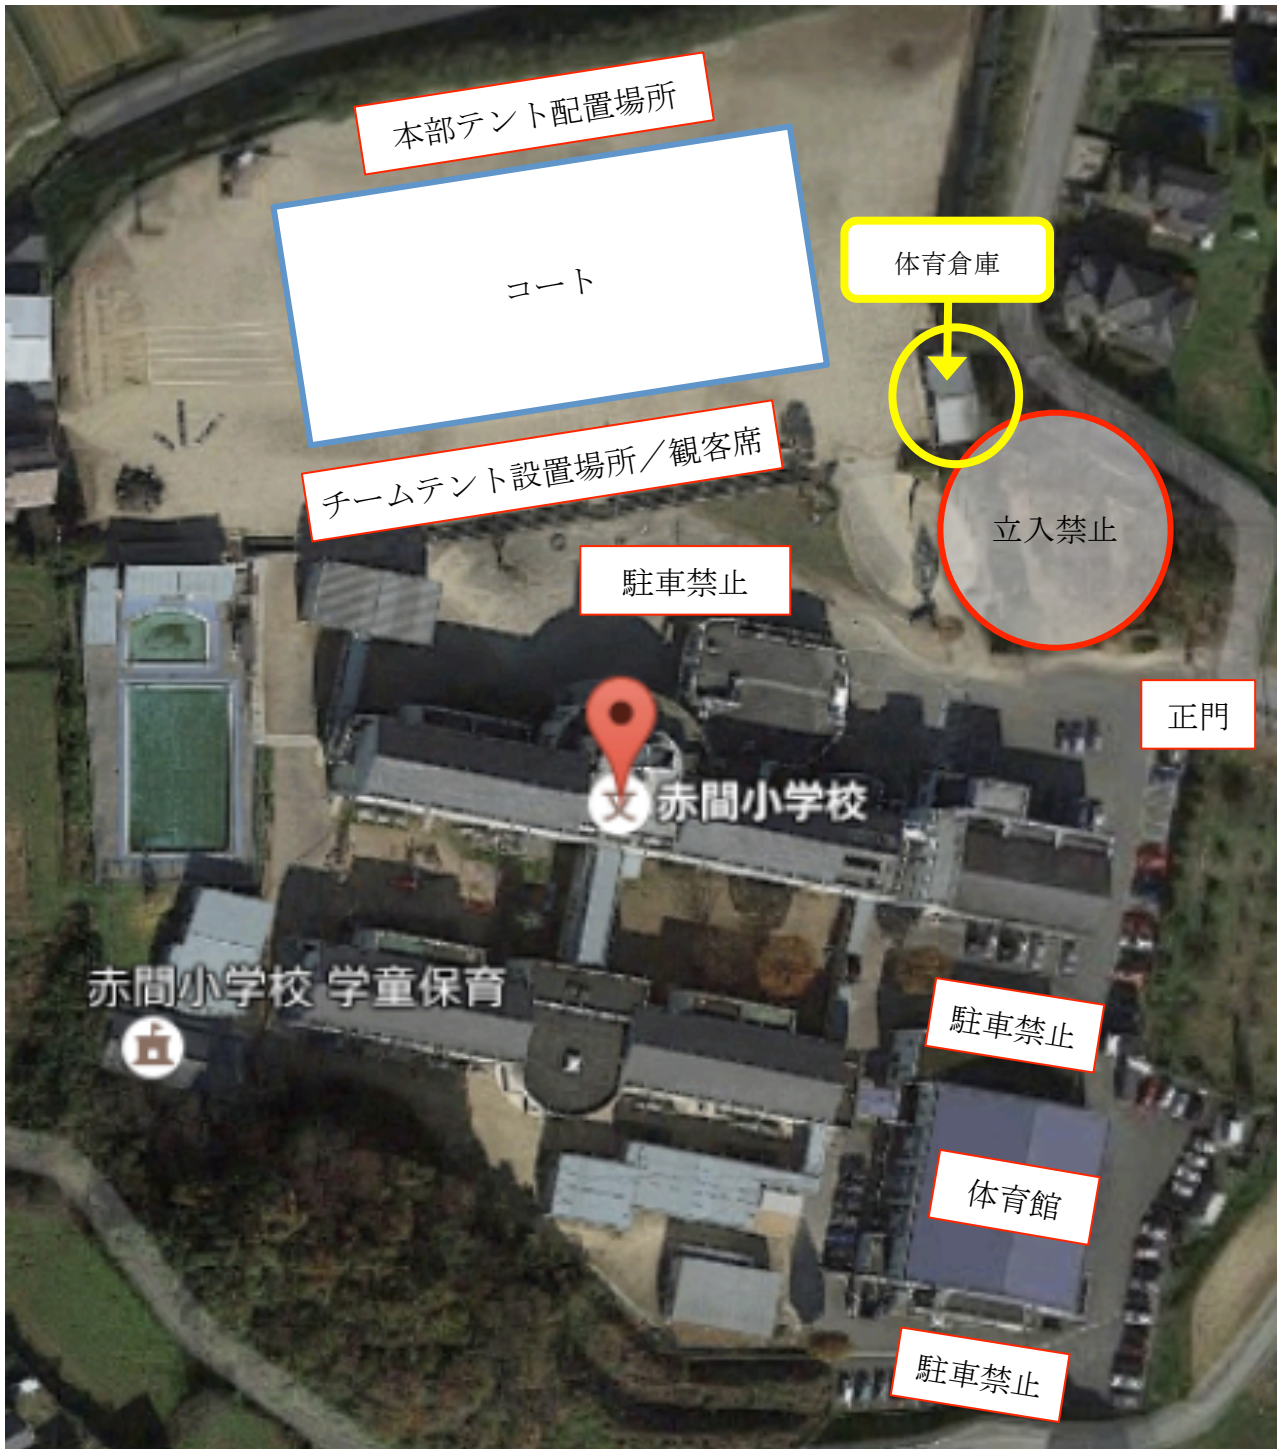 本部テント配置場所
コート
体育倉庫
チームテント設置場所／観客席
立入禁止
駐車禁止
正門
文
赤間小学校
赤間小学校 学童保育
駐車禁止
体育館
駐車禁止